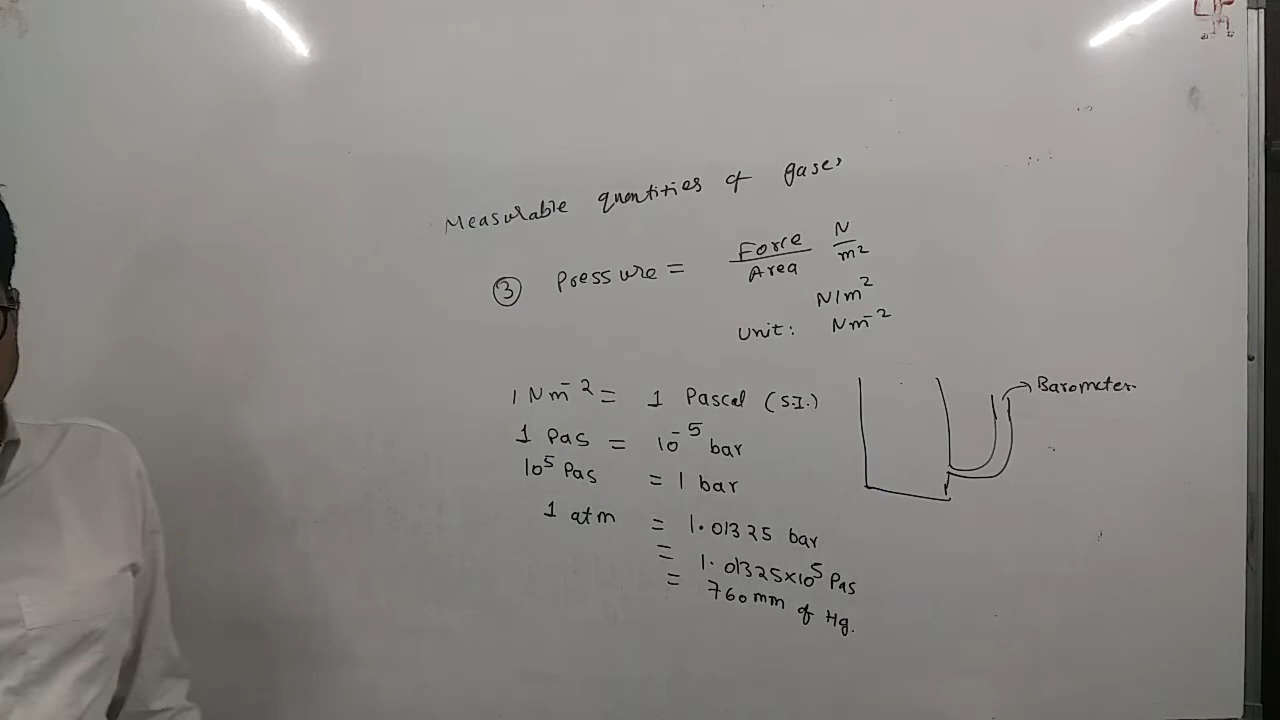 Measurable quantities of gases
③ Pressure = Force/Area N/m²
N/m²
Unit: Nm⁻²
1 Nm⁻² = 1 Pascal (S.I.)
1 Pas = 10⁻⁵ bar
10⁵ Pas = 1 bar
1 atm = 1.01325 bar
= 1.01325×10⁵ Pas
= 760 mm of Hg.
Barometer